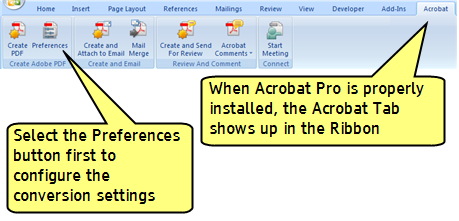 Home Insert Page Layout References Mailings Review View Developer Add-Ins Acrobat
Create PDF Preferences Create and Attach to Email Mail Merge Create and Send For Review Acrobat Comments Start Meeting
Create Adobe PDF Create and Email Review And Comment Connect
When Acrobat Pro is properly
installed, the Acrobat Tab
shows up in the Ribbon
Select the Preferences
button first to
configure the
conversion settings